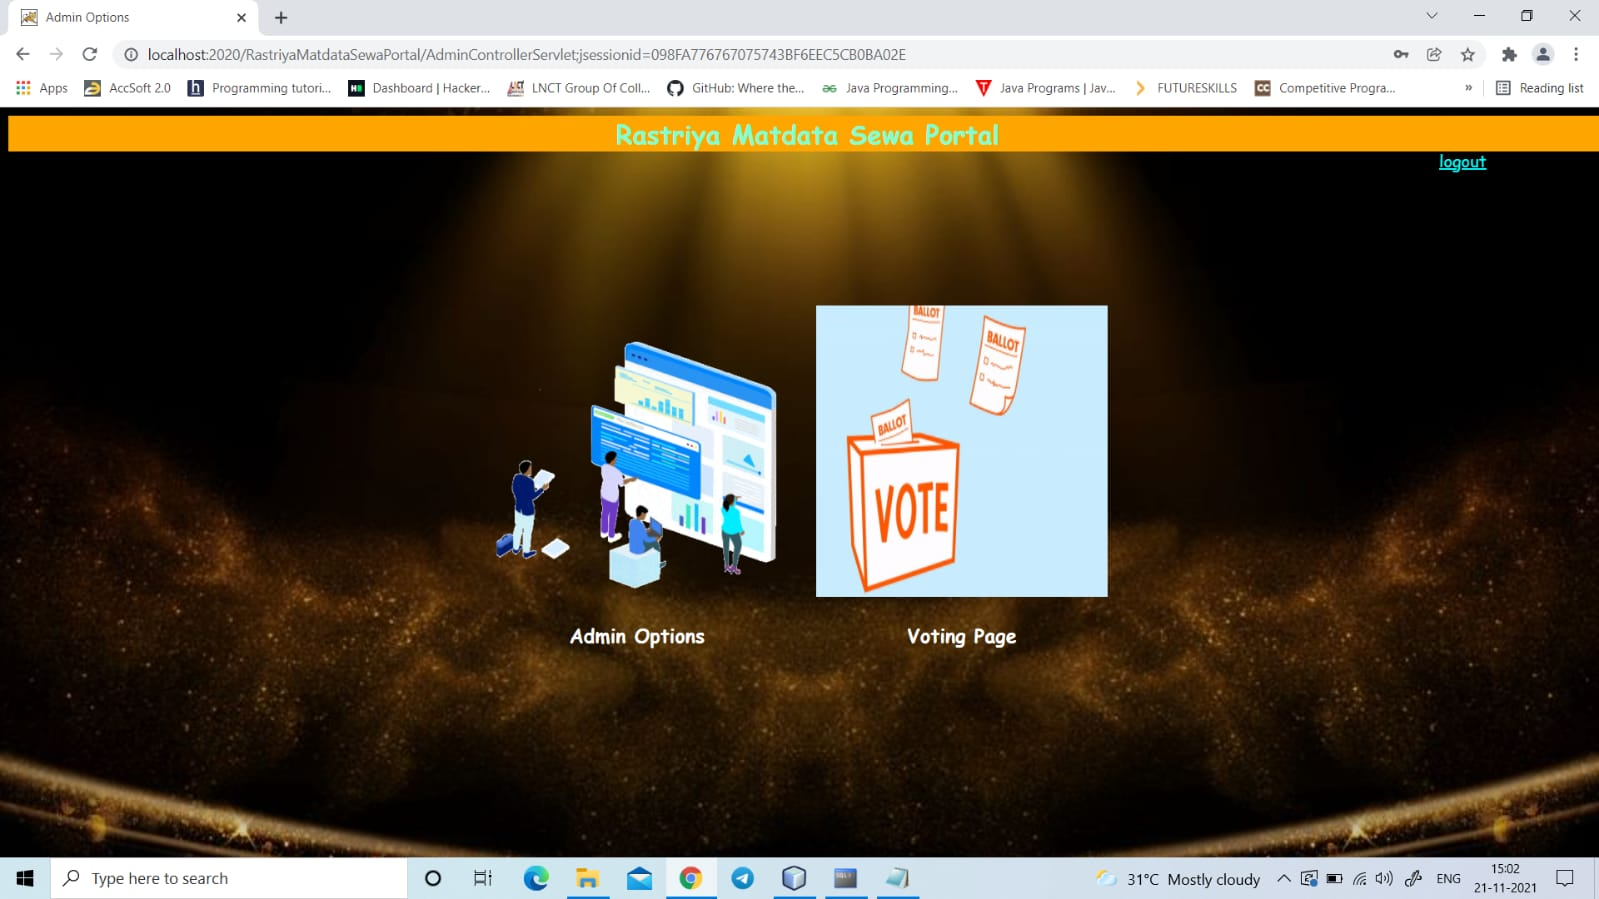 Admin Options
localhost:2020/RastriyaMatdataSewaPortal/AdminControllerServlet;jsessionid=098FA776767075743BF6EEC5CB0BA02E
Apps AccSoft 2.0 Programming tutori... Dashboard | Hacker... LNCT Group Of Coll... GitHub: Where the... Java Programming... Java Programs | Jav... FUTURESKILLS Competitive Progra... » Reading list
Rastriya Matdata Sewa Portal
logout
BALLOT
BALLOT
BALLOT
VOTE
Admin Options Voting Page
Type here to search 31°C Mostly cloudy ENG 15:02
21-11-2021